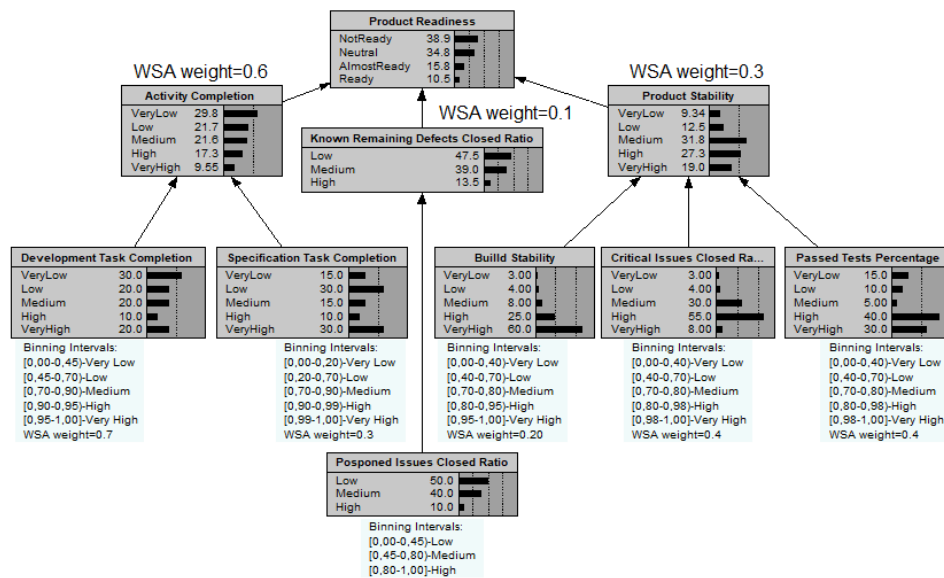 Product Readiness
NotReady 38.9
Neutral 34.8
AlmostReady 15.8
Ready 10.5
WSA weight=0.6
WSA weight=0.3
WSA weight=0.1
Activity Completion
VeryLow 29.8
Low 21.7
Medium 21.6
High 17.3
VeryHigh 9.55
Known Remaining Defects Closed Ratio
Low 47.5
Medium 39.0
High 13.5
Product Stability
VeryLow 9.34
Low 12.5
Medium 31.8
High 27.3
VeryHigh 19.0
Development Task Completion
VeryLow 30.0
Low 20.0
Medium 20.0
High 10.0
VeryHigh 20.0
Binning Intervals:
[0,00-0,45)-Very Low
[0,45-0,70)-Low
[0,70-0,90)-Medium
[0,90-0,95)-High
[0,95-1,00]-Very High
WSA weight=0.7
Specification Task Completion
VeryLow 15.0
Low 30.0
Medium 15.0
High 10.0
VeryHigh 30.0
Binning Intervals:
[0,00-0,20)-Very Low
[0,20-0,70)-Low
[0,70-0,90)-Medium
[0,90-0,99)-High
[0,99-1,00]-Very High
WSA weight=0.3
Builld Stability
VeryLow 3.00
Low 4.00
Medium 8.00
High 25.0
VeryHigh 60.0
Binning Intervals:
[0,00-0,40)-Very Low
[0,40-0,70)-Low
[0,70-0,80)-Medium
[0,80-0,95)-High
[0,95-1,00]-Very High
WSA weight=0.20
Critical Issues Closed Ra...
VeryLow 3.00
Low 4.00
Medium 30.0
High 55.0
VeryHigh 8.00
Binning Intervals:
[0,00-0,40)-Very Low
[0,40-0,70)-Low
[0,70-0,80)-Medium
[0,80-0,98)-High
[0,98-1,00]-Very High
WSA weight=0.4
Passed Tests Percentage
VeryLow 15.0
Low 10.0
Medium 5.00
High 40.0
VeryHigh 30.0
Binning Intervals:
[0,00-0,40)-Very Low
[0,40-0,70)-Low
[0,70-0,80)-Medium
[0,80-0,98)-High
[0,98-1,00]-Very High
WSA weight=0.4
Posponed Issues Closed Ratio
Low 50.0
Medium 40.0
High 10.0
Binning Intervals:
[0,00-0,45)-Low
[0,45-0,80)-Medium
[0,80-1,00]-High